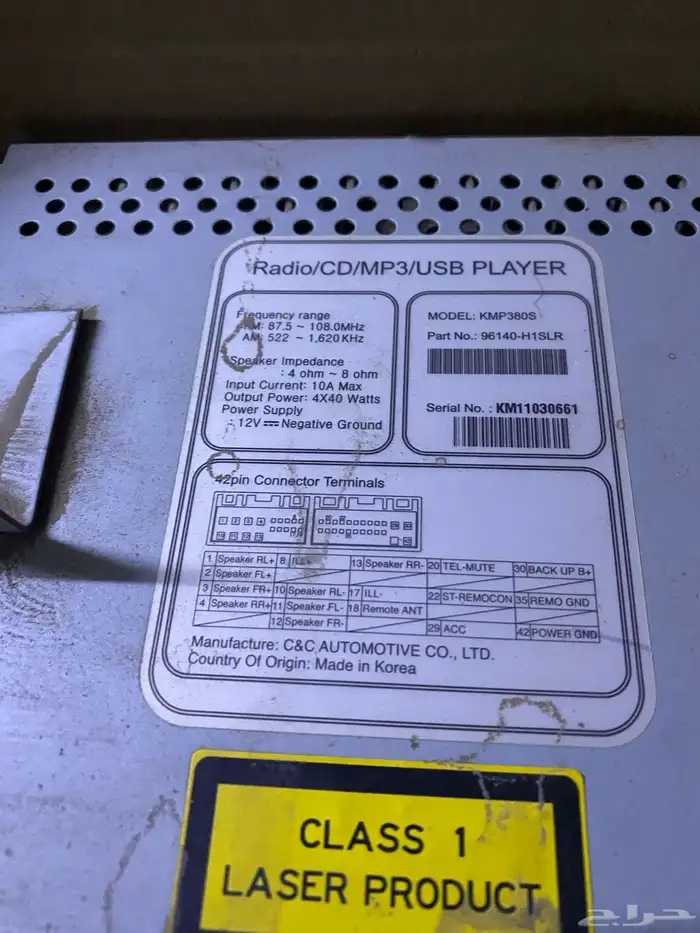 Radio/CD/MP3/USB PLAYER
Frequency range
FM: 87.5 ~ 108.0MHz
AM: 522 ~ 1,620KHz
Speaker Impedance
: 4 ohm ~ 8 ohm
Input Current: 10A Max
Output Power: 4X40 Watts
Power Supply
: 12V Negative Ground
MODEL: KMP380S
Part No.: 96140-H1SLR
Serial No. : KM11030661
42pin Connector Terminals
1 Speaker RL+ 8 ILL+ 13 Speaker RR- 20 TEL-MUTE 30 BACK UP B+
2 Speaker FL+
3 Speaker FR+ 10 Speaker RL- 17 ILL- 22 ST-REMOCON 35 REMO GND
4 Speaker RR+ 11 Speaker FL- 18 Remote ANT
12 Speaker FR- 29 ACC 42 POWER GND
Manufacture: C&C AUTOMOTIVE CO., LTD.
Country Of Origin: Made in Korea
CLASS 1
LASER PRODUCT
حراج